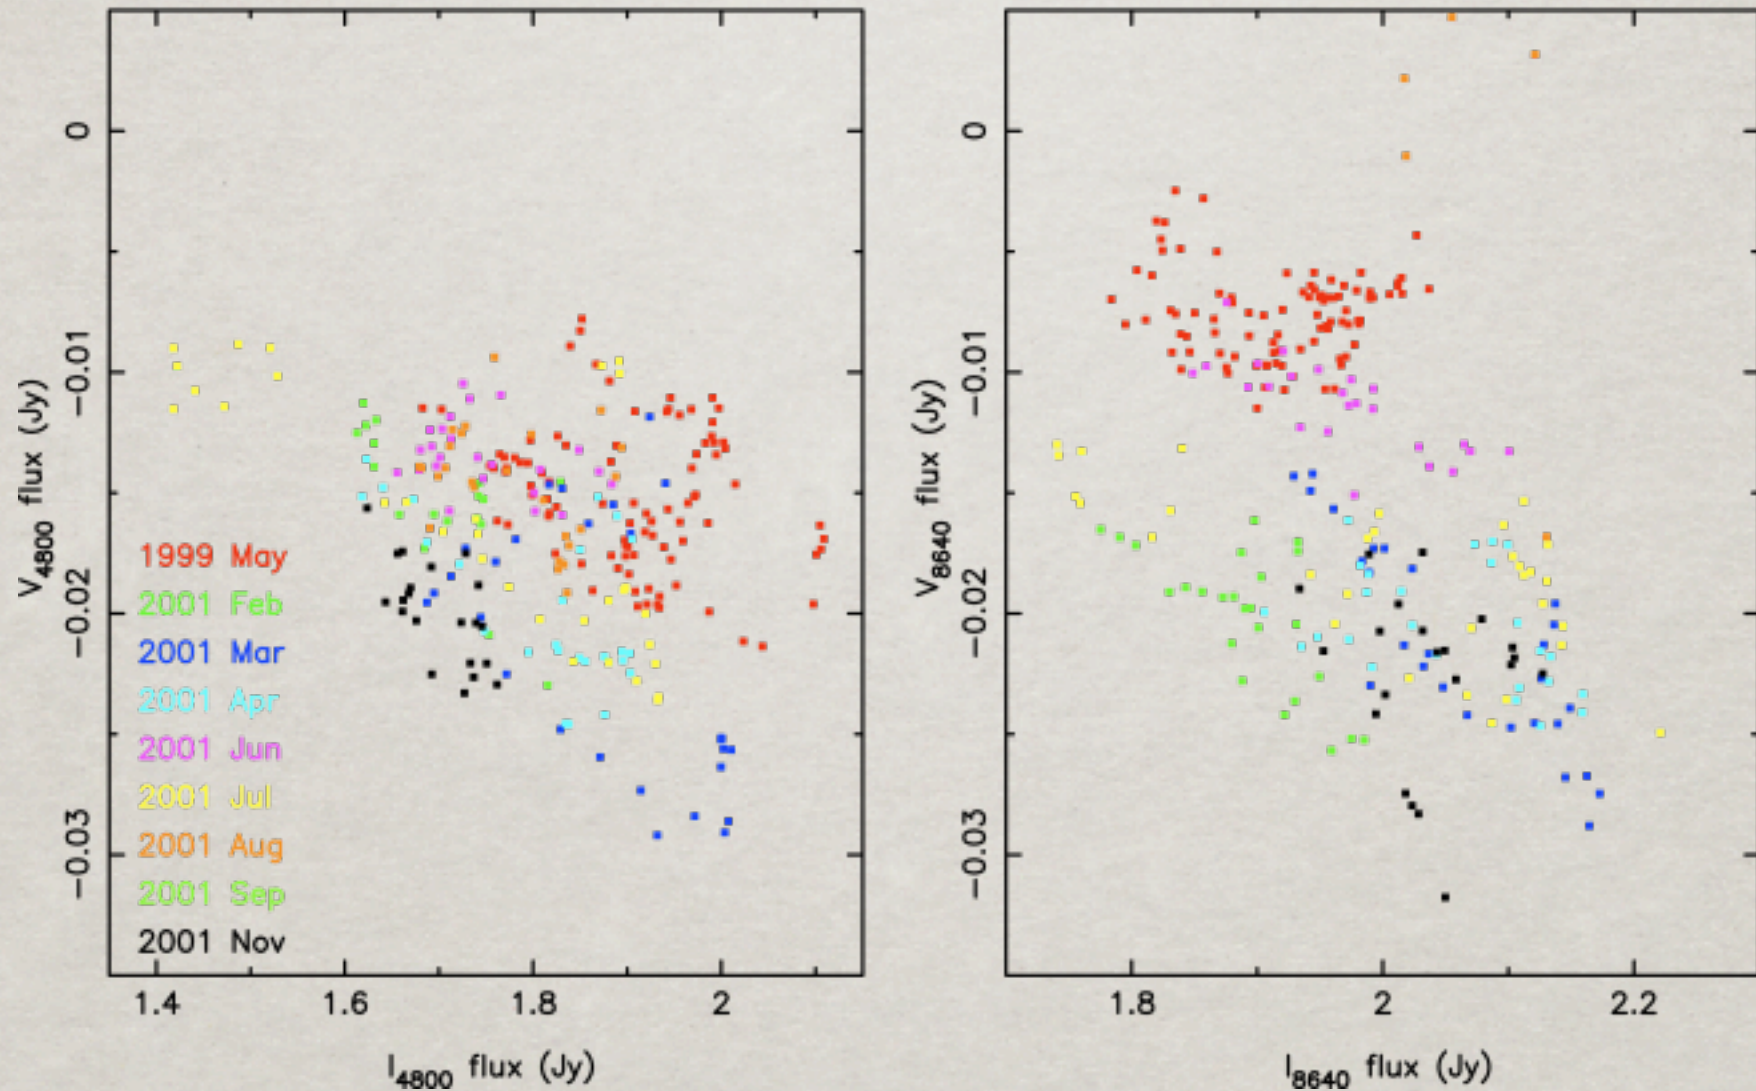 0
−0.01
−0.02
−0.03
V4800 flux (Jy)
1999 May
2001 Feb
2001 Mar
2001 Apr
2001 Jun
2001 Jul
2001 Aug
2001 Sep
2001 Nov
1.4 1.6 1.8 2
I4800 flux (Jy)
0
−0.01
−0.02
−0.03
V8640 flux (Jy)
1.8 2 2.2
I8640 flux (Jy)